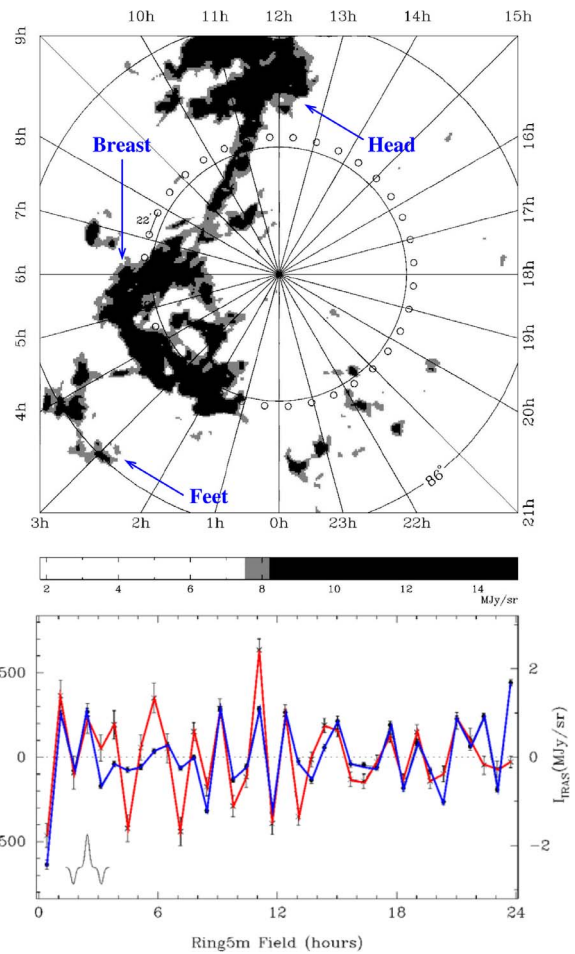 10h 11h 12h 13h 14h 15h
9h
Breast
Head
8h
16h
7h
17h
22'
6h
18h
5h
19h
4h
20h
86°
Feet
3h 2h 1h 0h 23h 22h
21h
2 4 6 8 10 12 14
MJy/sr
500
2
0
0
500
-2
I_IRAS(MJy/sr)
0 6 12 18 24
Ring5m Field (hours)